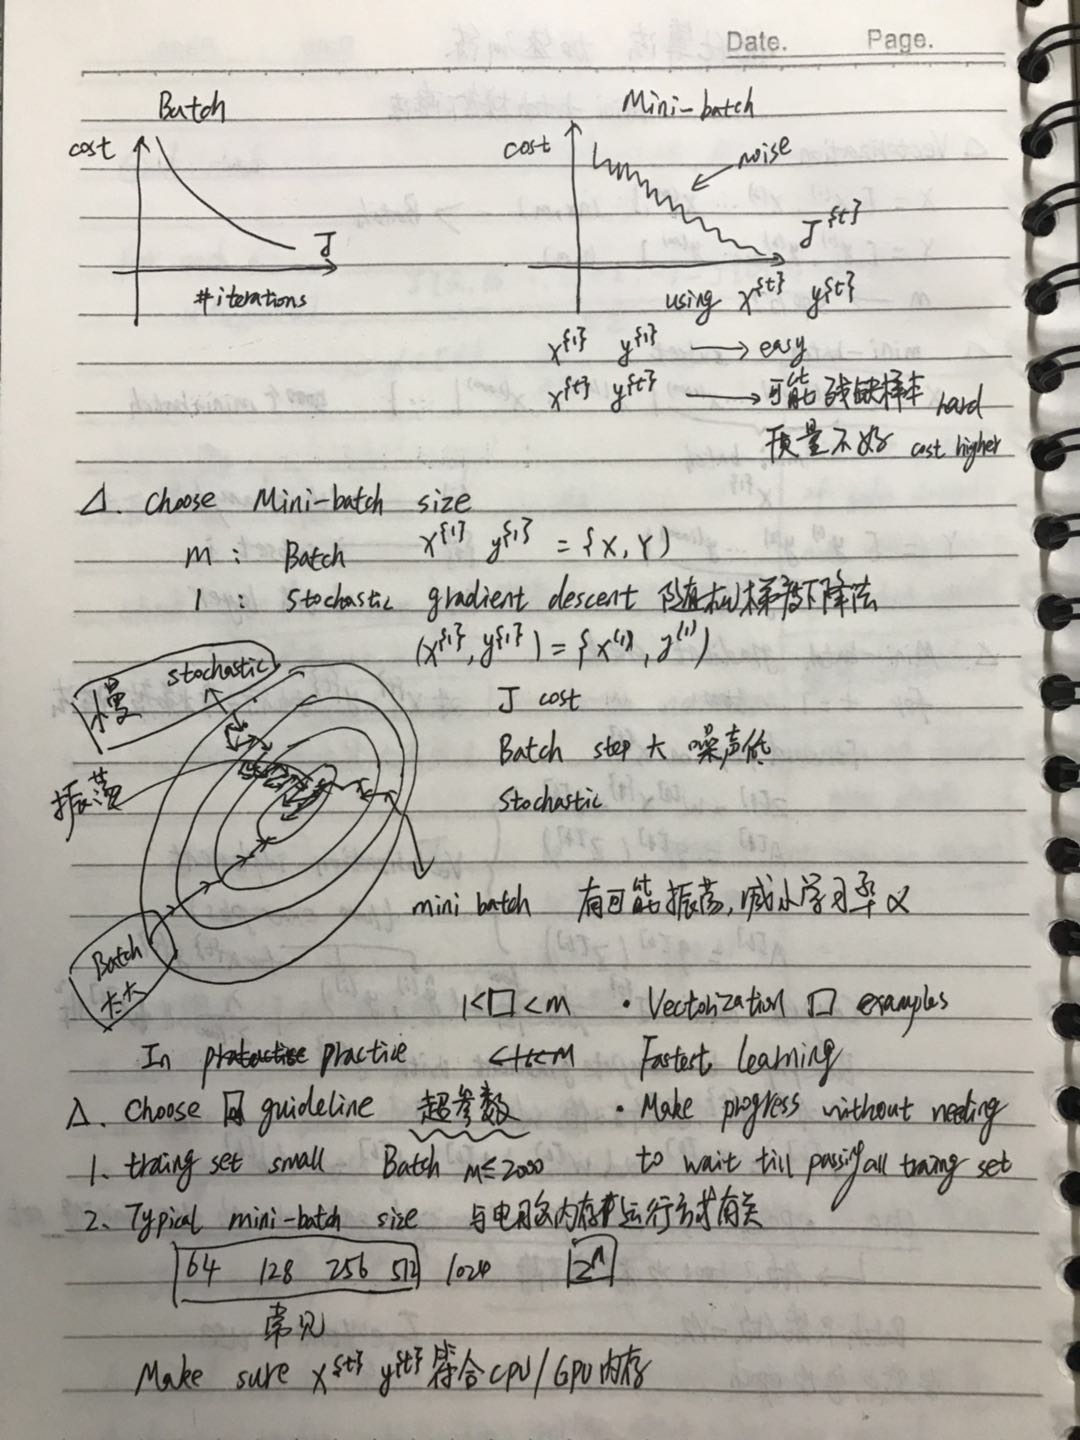 Date. Page.
Batch
cost
J
#iterations
Mini-batch
cost
noise
J^{t}
using X^{t} y^{t}
X^{1} y^{1} → easy
X^{t} y^{t} → 可能残缺样本 hard
质量不好 cost higher
△. Choose Mini-batch size
m : Batch X^{1} y^{1} = {X, Y)
1 : Stochastic gradient descent 随机梯度下降法
(X^{1}, y^{1}) = {x^(1), y^(1))
慢 stochastic
振荡
Batch
太大
J cost
Batch step 大 噪声低
Stochastic
mini batch 有可能振荡,减小学习率 α
1<□<m • Vectorization □ examples
In practive Fastest learning
△. Choose □ guideline 超参数 • Make progress without needing
1. traing set small Batch m≤2000 to wait till passing all traing set
2. Typical mini-batch size 与电脑内存 运行方式有关
64 128 256 512 1024 2^n
常见
Make sure X^{t} y^{t} 符合CPU/GPU内存